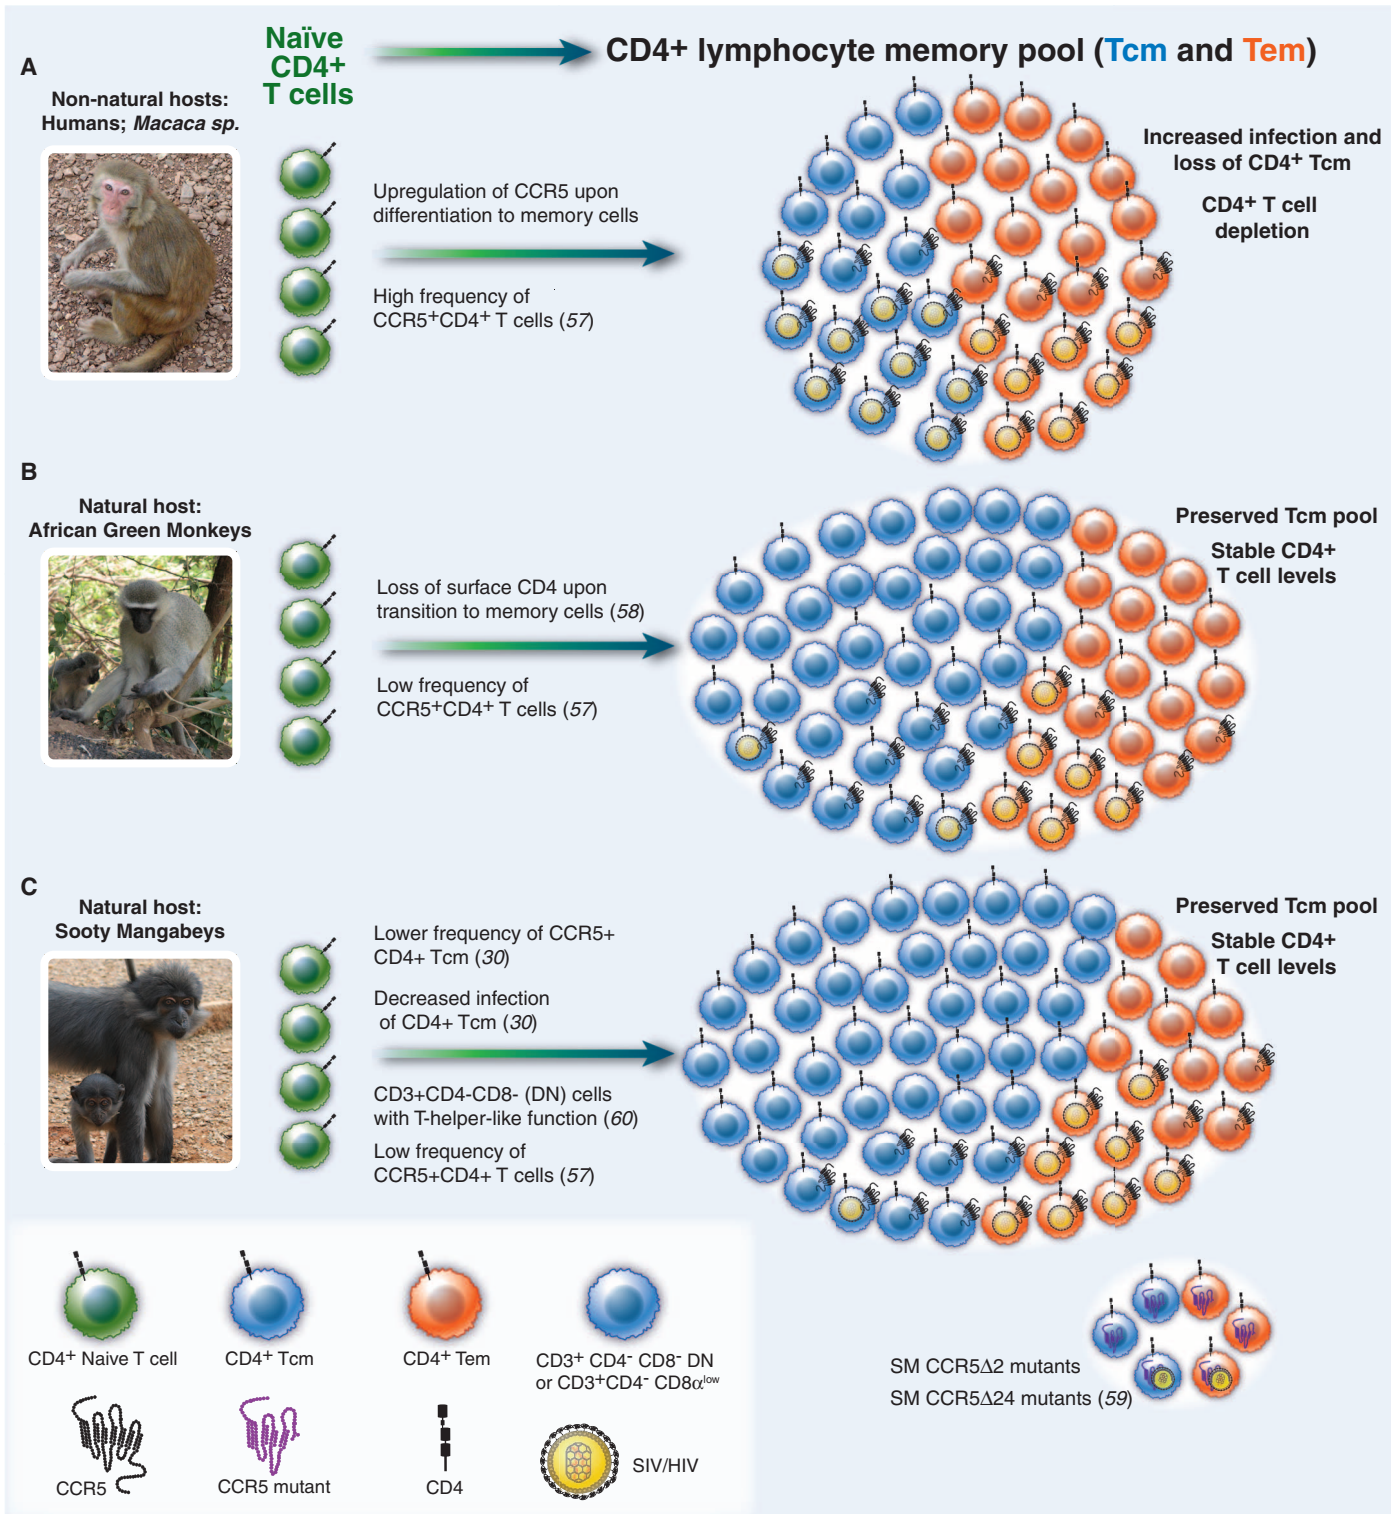 Naïve
CD4+
T cells
CD4+ lymphocyte memory pool (Tcm and Tem)
A
Non-natural hosts:
Humans; Macaca sp.
Upregulation of CCR5 upon
differentiation to memory cells
High frequency of
CCR5+CD4+ T cells (57)
Increased infection and
loss of CD4+ Tcm
CD4+ T cell
depletion
B
Natural host:
African Green Monkeys
Loss of surface CD4 upon
transition to memory cells (58)
Low frequency of
CCR5+CD4+ T cells (57)
Preserved Tcm pool
Stable CD4+
T cell levels
C
Natural host:
Sooty Mangabeys
Lower frequency of CCR5+
CD4+ Tcm (30)
Decreased infection
of CD4+ Tcm (30)
CD3+CD4-CD8- (DN) cells
with T-helper-like function (60)
Low frequency of
CCR5+CD4+ T cells (57)
Preserved Tcm pool
Stable CD4+
T cell levels
CD4+ Naive T cell
CD4+ Tcm
CD4+ Tem
CD3+ CD4- CD8- DN
or CD3+CD4- CD8αlow
CCR5
CCR5 mutant
CD4
SIV/HIV
SM CCR5Δ2 mutants
SM CCR5Δ24 mutants (59)